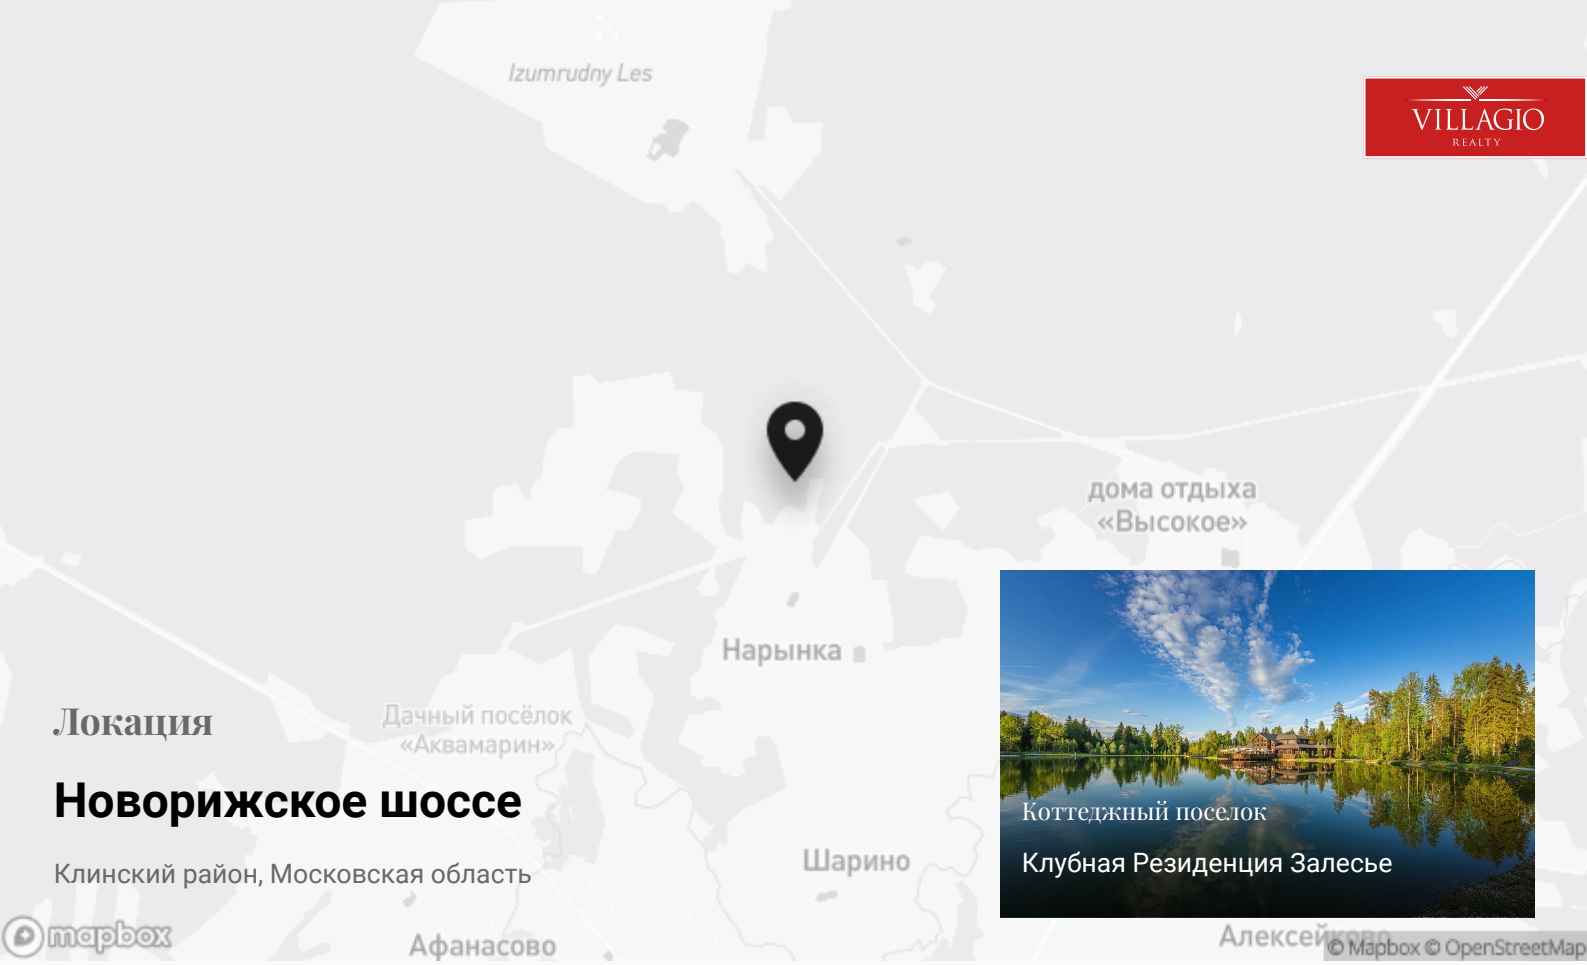 Izumrudny Les
VILLAGIO
REALTY
дома отдыха
«Высокое»
Нарынка
Дачный посёлок
«Аквамарин»
Локация
Новорижское шоссе
Клинский район, Московская область
Шарино
Коттеджный поселок
Клубная Резиденция Залесье
mapbox
Афанасово
Алексейково
© Mapbox © OpenStreetMap